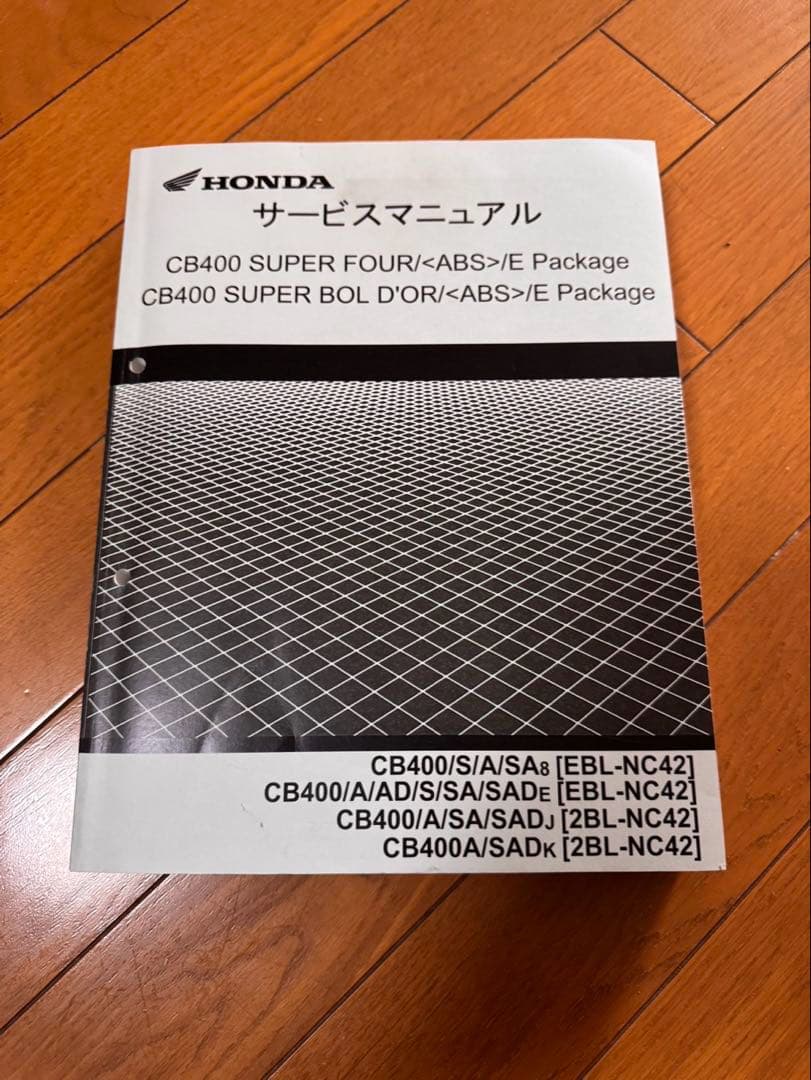 HONDA
サービスマニュアル
CB400 SUPER FOUR/<ABS>/E Package
CB400 SUPER BOL D'OR/<ABS>/E Package
CB400/S/A/SA8 [EBL-NC42]
CB400/A/AD/S/SA/SADE [EBL-NC42]
CB400/A/SA/SADJ [2BL-NC42]
CB400A/SADK [2BL-NC42]